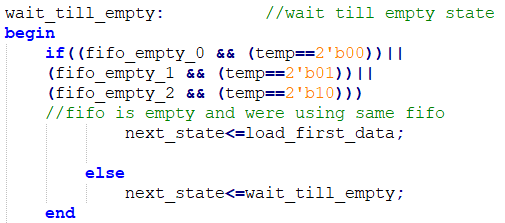 wait_till_empty: //wait till empty state
begin
if((fifo_empty_0 && (temp==2'b00))||
(fifo_empty_1 && (temp==2'b01))||
(fifo_empty_2 && (temp==2'b10)))
//fifo is empty and were using same fifo
next_state<=load_first_data;
else
next_state<=wait_till_empty;
end